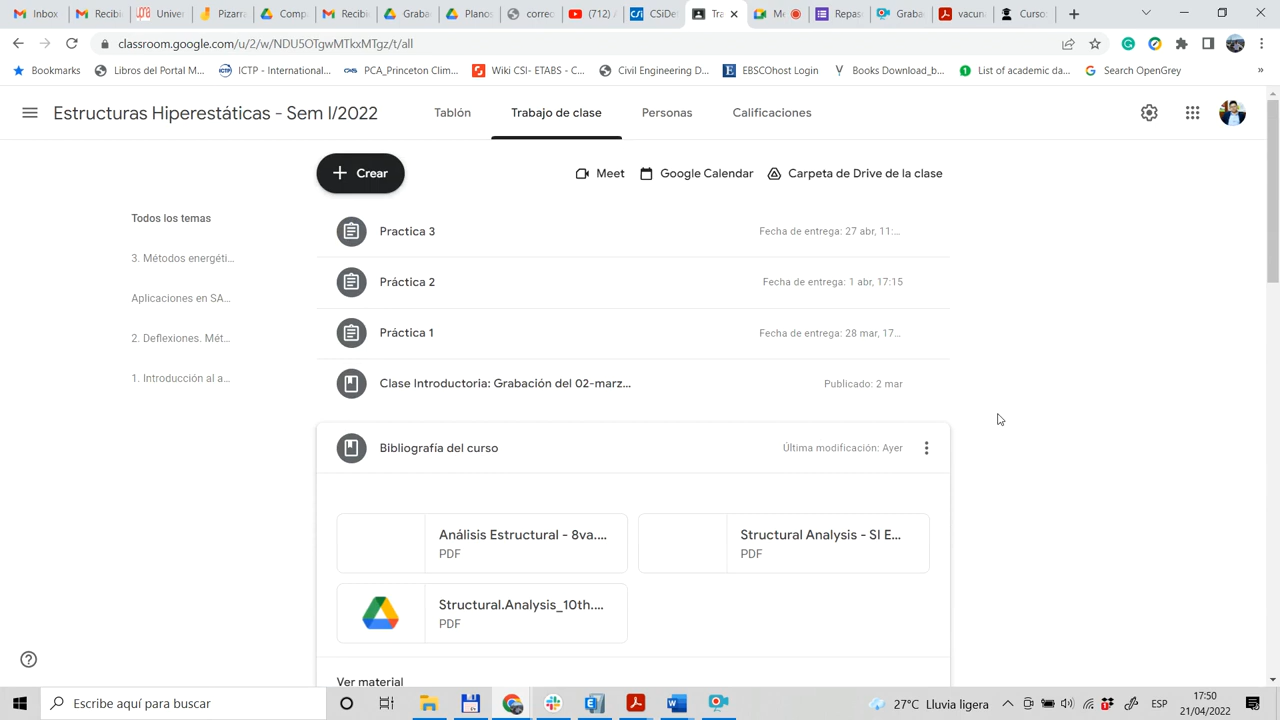 Inbox
Recib
Univer
Pizar
Comp
Recibe
Graba
Planos
correc
(712) A
CSiDe
Tra
Me
Repas
Graba
vacun
Curso:
classroom.google.com/u/2/w/NDU5OTgwMTkxMTgz/t/all
Bookmarks
Libros del Portal M...
ICTP - International...
PCA_Princeton Clim...
Wiki CSI- ETABS - C...
Civil Engineering D...
EBSCOhost Login
Books Download_b...
List of academic da...
Search OpenGrey
»
Estructuras Hiperestáticas - Sem I/2022
Tablón
Trabajo de clase
Personas
Calificaciones
Crear
Meet
Google Calendar
Carpeta de Drive de la clase
Todos los temas
3. Métodos energéti...
Aplicaciones en SA...
2. Deflexiones. Mét...
1. Introducción al a...
Practica 3
Fecha de entrega: 27 abr, 11:...
Práctica 2
Fecha de entrega: 1 abr, 17:15
Práctica 1
Fecha de entrega: 28 mar, 17...
Clase Introductoria: Grabación del 02-marz...
Publicado: 2 mar
Bibliografía del curso
Última modificación: Ayer
Análisis Estructural - 8va....
PDF
Structural Analysis - SI E...
PDF
Structural.Analysis_10th....
PDF
Ver material
Escribe aquí para buscar
27°C Lluvia ligera
ESP
17:50
21/04/2022